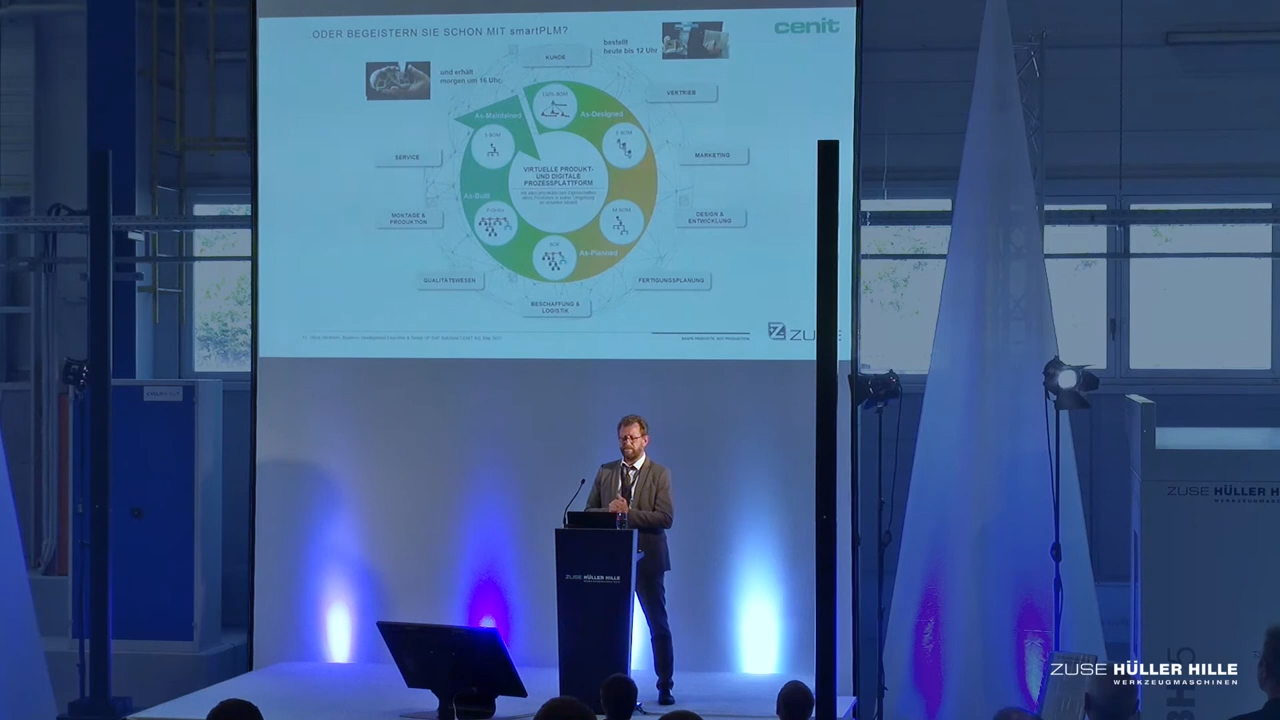 ODER BEGEISTERN SIE SCHON MIT smartPLM?
cenit
bestellt
heute bis 12 Uhr
und erhält
morgen um 16 Uhr.
KUNDE
VERTRIEB
MARKETING
DESIGN &
ENTWICKLUNG
FERTIGUNGSPLANUNG
BESCHAFFUNG &
LOGISTIK
QUALITÄTSWESEN
MONTAGE &
PRODUKTION
SERVICE
As-Maintained
As-Designed
As-Built
As-Planned
VIRTUELLE PRODUKT-
UND DIGITALE
PROZESSPLATTFORM
ZUSE
ZUSE HÜLLER HILLE
ZUSE HÜLLER HI
ZUSE HÜLLER HILLE
WERKZEUGMASCHINEN